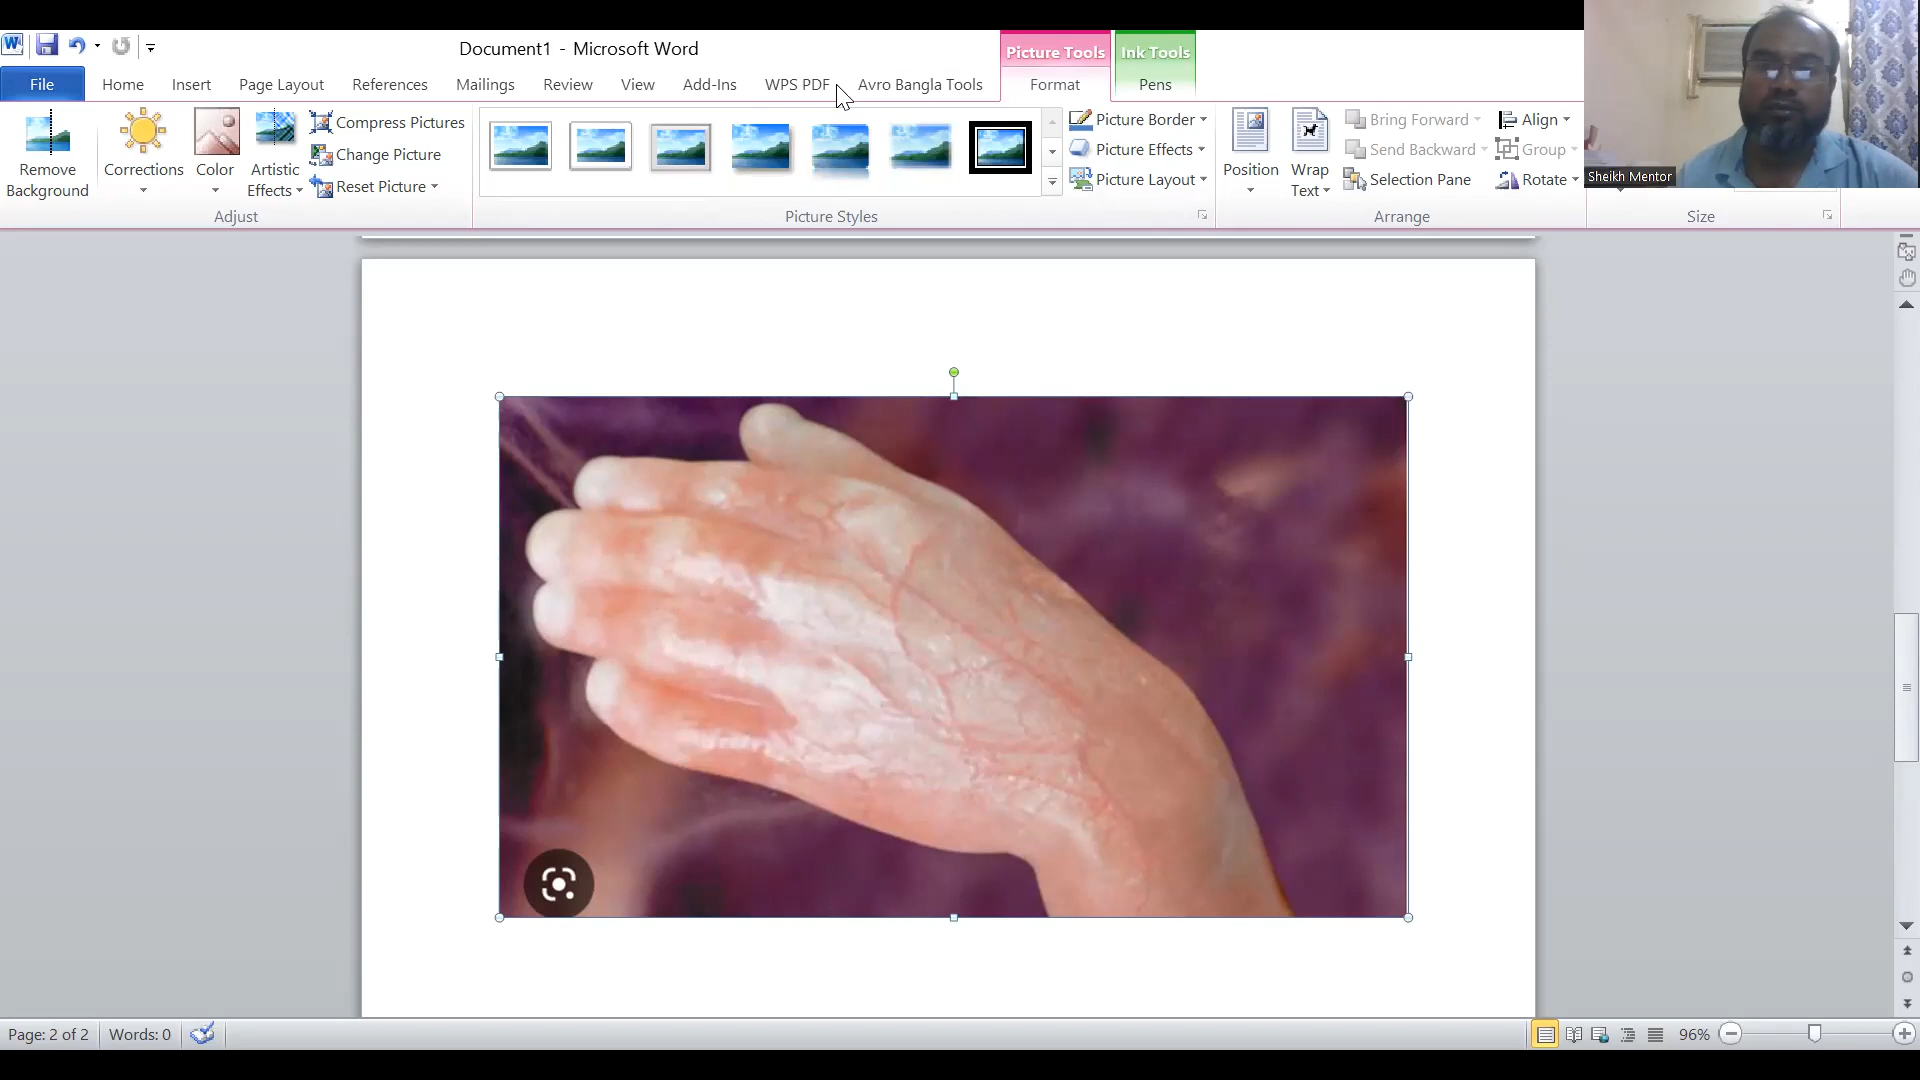 Document1 - Microsoft Word
Picture Tools
Ink Tools
File
Home
Insert
Page Layout
References
Mailings
Review
View
Add-Ins
WPS PDF
Avro Bangla Tools
Format
Pens
Remove
Background
Corrections
Color
Artistic
Effects
Compress Pictures
Change Picture
Reset Picture
Picture Border
Picture Effects
Picture Layout
Position
Wrap
Text
Bring Forward
Send Backward
Selection Pane
Align
Group
Rotate
Sheikh Mentor
Adjust
Picture Styles
Arrange
Size
Page: 2 of 2
Words: 0
96%